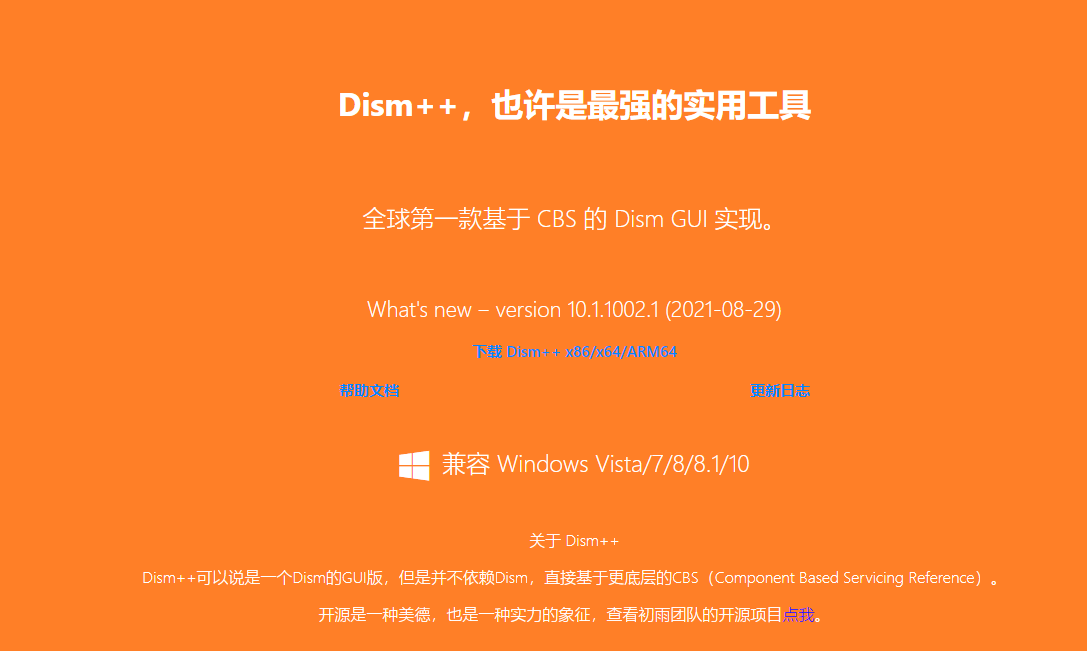 Dism++，也许是最强的实用工具
全球第一款基于 CBS 的 Dism GUI 实现。
What's new – version 10.1.1002.1 (2021-08-29)
下载 Dism++ x86/x64/ARM64
帮助文档
更新日志
兼容 Windows Vista/7/8/8.1/10
关于 Dism++
Dism++可以说是一个Dism的GUI版，但是并不依赖Dism，直接基于更底层的CBS（Component Based Servicing Reference）。
开源是一种美德，也是一种实力的象征，查看初雨团队的开源项目点我。